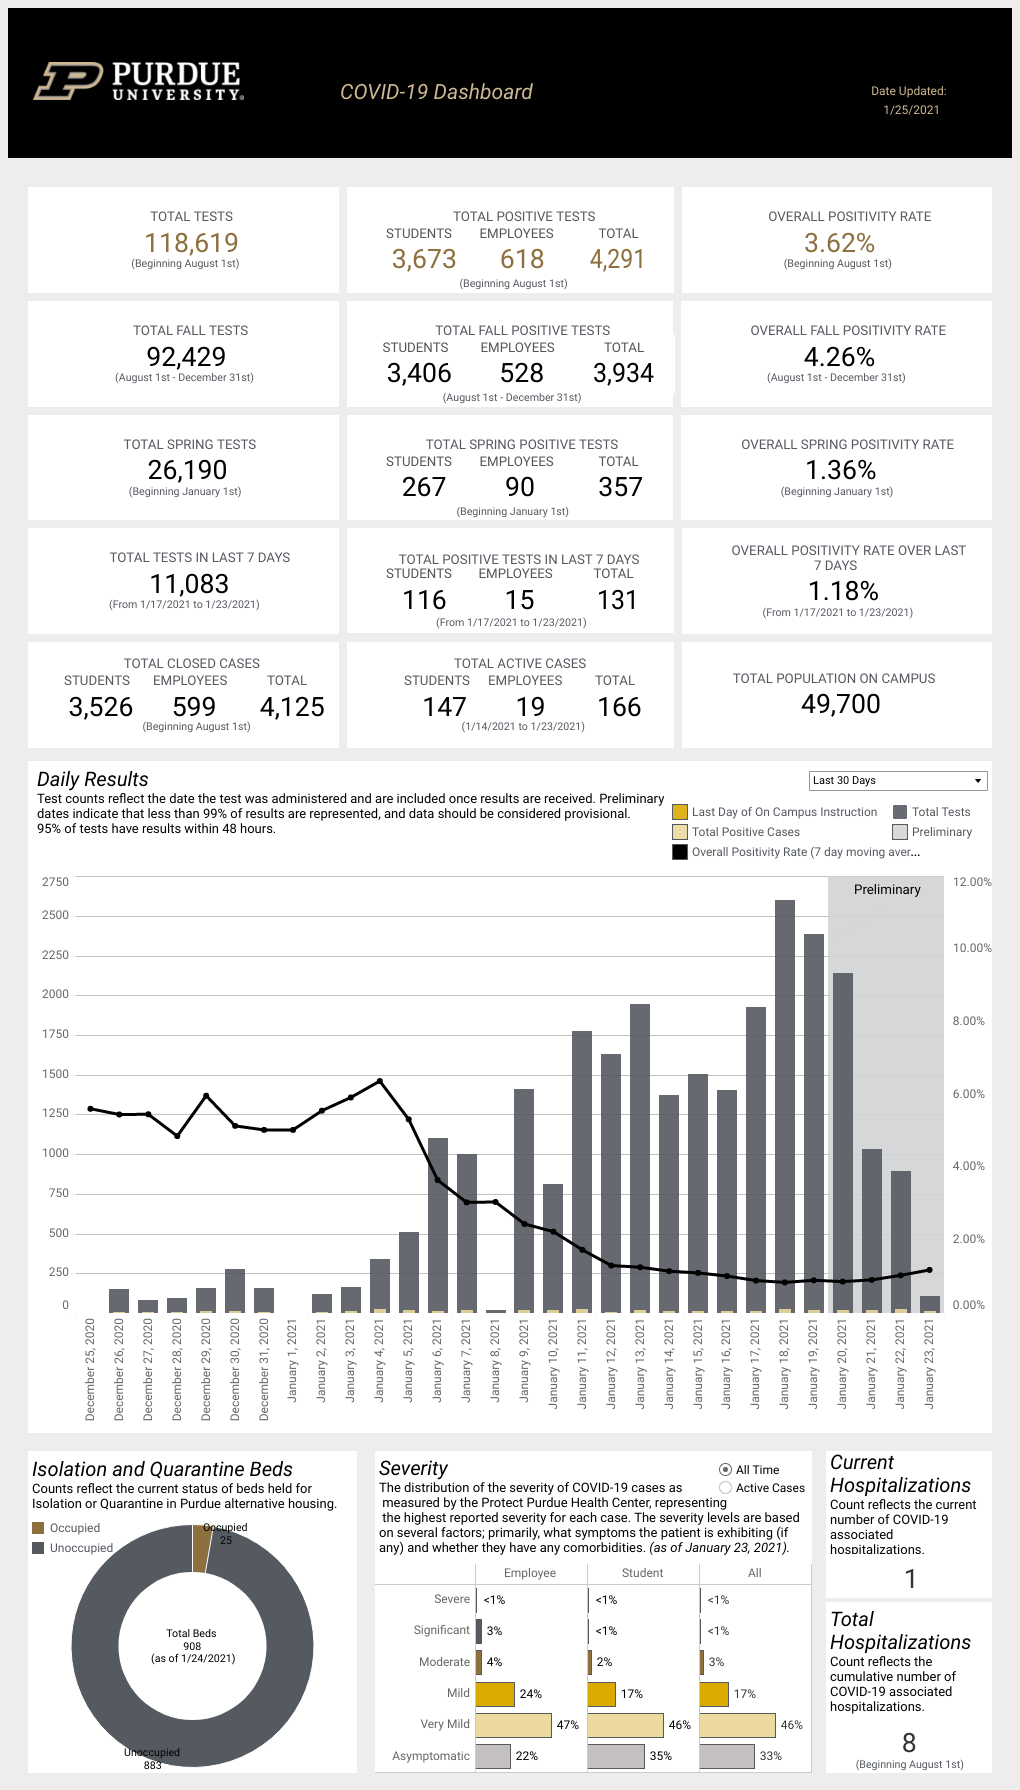 PURDUE
UNIVERSITY®
COVID-19 Dashboard
Date Updated:
1/25/2021
TOTAL TESTS
118,619
(Beginning August 1st)
TOTAL POSITIVE TESTS
STUDENTS EMPLOYEES TOTAL
3,673 618 4,291
(Beginning August 1st)
OVERALL POSITIVITY RATE
3.62%
(Beginning August 1st)
TOTAL FALL TESTS
92,429
(August 1st - December 31st)
TOTAL FALL POSITIVE TESTS
STUDENTS EMPLOYEES TOTAL
3,406 528 3,934
(August 1st - December 31st)
OVERALL FALL POSITIVITY RATE
4.26%
(August 1st - December 31st)
TOTAL SPRING TESTS
26,190
(Beginning January 1st)
TOTAL SPRING POSITIVE TESTS
STUDENTS EMPLOYEES TOTAL
267 90 357
(Beginning January 1st)
OVERALL SPRING POSITIVITY RATE
1.36%
(Beginning January 1st)
TOTAL TESTS IN LAST 7 DAYS
11,083
(From 1/17/2021 to 1/23/2021)
TOTAL POSITIVE TESTS IN LAST 7 DAYS
STUDENTS EMPLOYEES TOTAL
116 15 131
(From 1/17/2021 to 1/23/2021)
OVERALL POSITIVITY RATE OVER LAST
7 DAYS
1.18%
(From 1/17/2021 to 1/23/2021)
TOTAL CLOSED CASES
STUDENTS EMPLOYEES TOTAL
3,526 599 4,125
(Beginning August 1st)
TOTAL ACTIVE CASES
STUDENTS EMPLOYEES TOTAL
147 19 166
(1/14/2021 to 1/23/2021)
TOTAL POPULATION ON CAMPUS
49,700
Daily Results
Test counts reflect the date the test was administered and are included once results are received. Preliminary
dates indicate that less than 99% of results are represented, and data should be considered provisional.
95% of tests have results within 48 hours.
Last 30 Days
Last Day of On Campus Instruction
Total Tests
Total Positive Cases
Preliminary
Overall Positivity Rate (7 day moving aver...
Preliminary
2750
2500
2250
2000
1750
1500
1250
1000
750
500
250
0
12.00%
10.00%
8.00%
6.00%
4.00%
2.00%
0.00%
December 25, 2020
December 26, 2020
December 27, 2020
December 28, 2020
December 29, 2020
December 30, 2020
December 31, 2020
January 1, 2021
January 2, 2021
January 3, 2021
January 4, 2021
January 5, 2021
January 6, 2021
January 7, 2021
January 8, 2021
January 9, 2021
January 10, 2021
January 11, 2021
January 12, 2021
January 13, 2021
January 14, 2021
January 15, 2021
January 16, 2021
January 17, 2021
January 18, 2021
January 19, 2021
January 20, 2021
January 21, 2021
January 22, 2021
January 23, 2021
Isolation and Quarantine Beds
Counts reflect the current status of beds held for
Isolation or Quarantine in Purdue alternative housing.
Occupied
Unoccupied
Occupied
25
Total Beds
908
(as of 1/24/2021)
Unoccupied
883
Severity
All Time
Active Cases
The distribution of the severity of COVID-19 cases as
measured by the Protect Purdue Health Center, representing
the highest reported severity for each case. The severity levels are based
on several factors; primarily, what symptoms the patient is exhibiting (if
any) and whether they have any comorbidities. (as of January 23, 2021).
Employee Student All
Severe <1% <1% <1%
Significant 3% <1% <1%
Moderate 4% 2% 3%
Mild 24% 17% 17%
Very Mild 47% 46% 46%
Asymptomatic 22% 35% 33%
Current
Hospitalizations
Count reflects the current
number of COVID-19
associated
hospitalizations.
1
Total
Hospitalizations
Count reflects the
cumulative number of
COVID-19 associated
hospitalizations.
8
(Beginning August 1st)